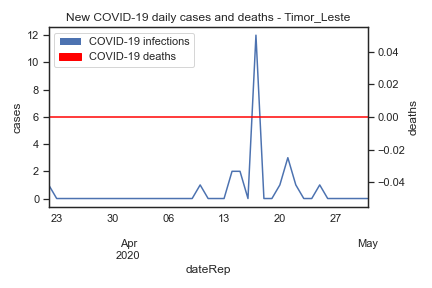 New COVID-19 daily cases and deaths - Timor_Leste
COVID-19 infections
COVID-19 deaths
12
10
8
6
4
2
0
cases
0.04
0.02
0.00
−0.02
−0.04
deaths
23 30 06 13 20 27
Apr May
2020
dateRep